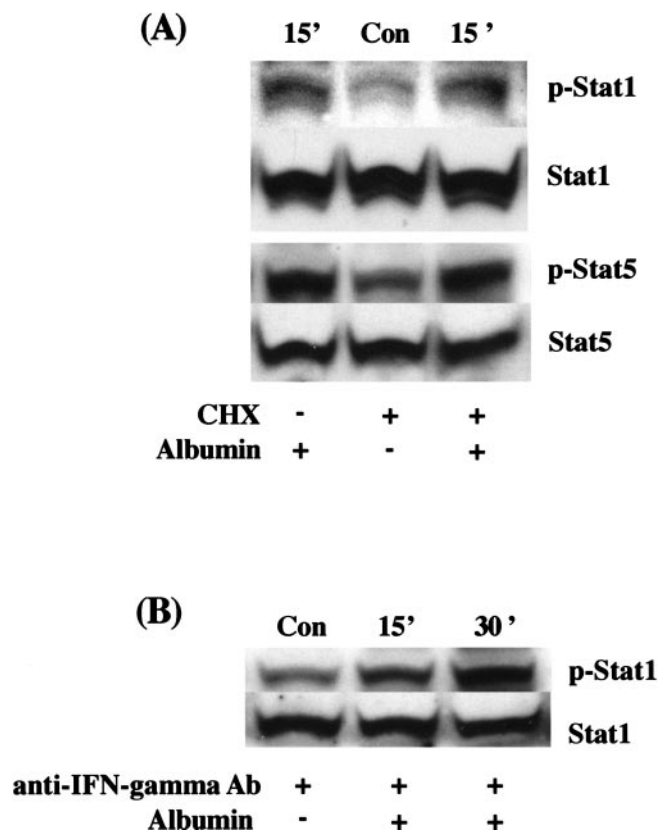 (A)
15’ Con 15 ’
p-Stat1
Stat1
p-Stat5
Stat5
CHX - + +
Albumin + - +
(B)
Con 15’ 30 ’
p-Stat1
Stat1
anti-IFN-gamma Ab + + +
Albumin - + +